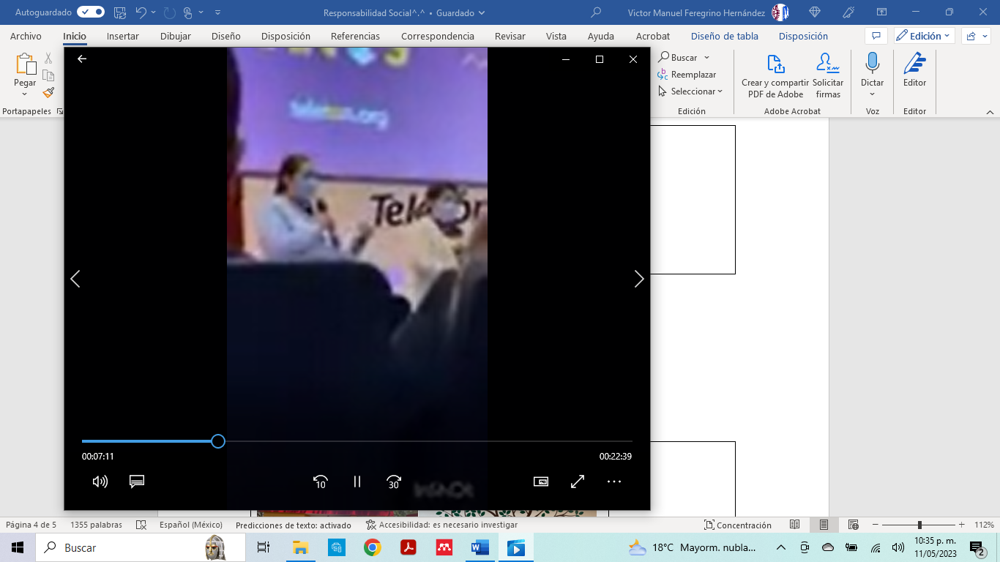 Autoguardado
Responsabilidad Social^.^ • Guardado
Victor Manuel Feregrino Hernández
Archivo Inicio Insertar Dibujar Diseño Disposición Referencias Correspondencia Revisar Vista Ayuda Acrobat Diseño de tabla Disposición
Edición
Pegar
Portapapeles
Buscar
Reemplazar
Seleccionar
Edición
Crear y compartir
PDF de Adobe
Solicitar
firmas
Adobe Acrobat
Dictar
Voz
Editor
Editor
teleton.org
00:07:11
00:22:39
10
30
InShOt
Página 4 de 5 1355 palabras Español (México) Predicciones de texto: activado Accesibilidad: es necesario investigar Concentración 112%
Buscar
18°C Mayorm. nubla...
10:35 p. m.
11/05/2023
2